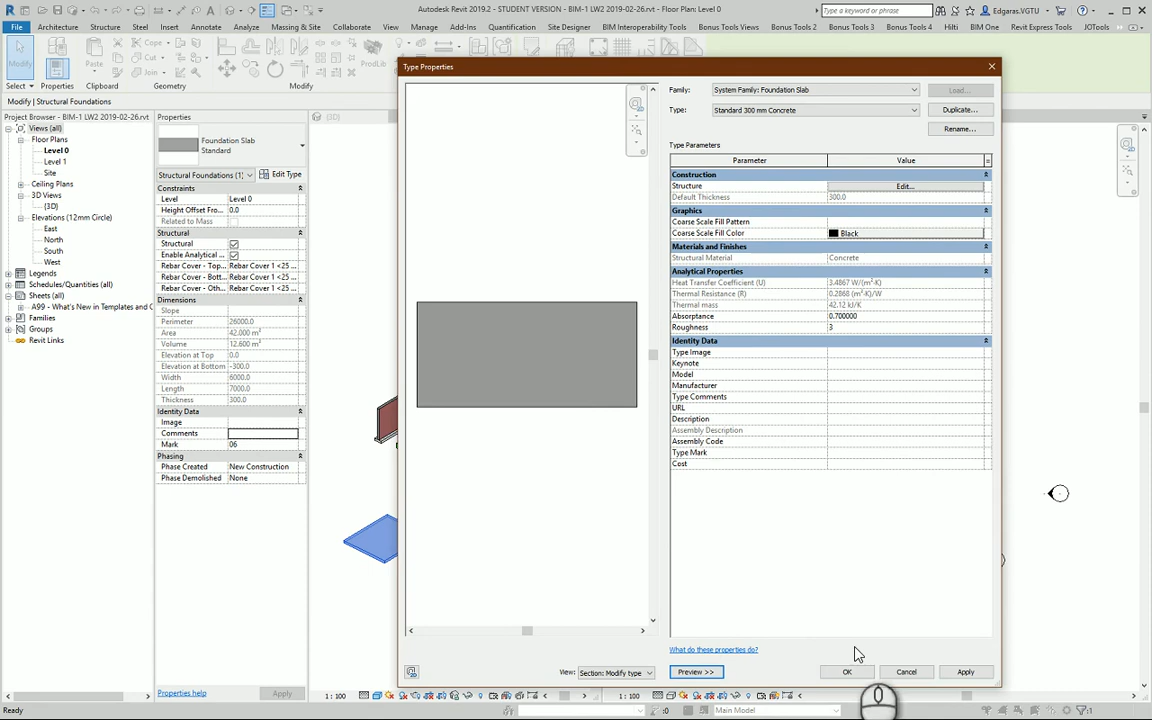 Autodesk Revit 2019.2 - STUDENT VERSION - BIM-1 LW2 2019-02-26.rvt - Floor Plan: Level 0
Type a keyword or phrase
Edgaras.VGTU
File Architecture Structure Steel Insert Annotate Analyze Massing & Site Collaborate View Manage Add-Ins Quantification Site Designer BIM Interoperability Tools Bonus Tools Views Bonus Tools 2 Bonus Tools 3 Bonus Tools 4 Hilti BIM One Revit Express Tools JOTools
Modify
Properties
Paste
Cope
Cut
Join
ProdLib
Select Properties Clipboard Geometry Modify
Modify | Structural Foundations
Project Browser - BIM-1 LW2 2019-02-26.rvt
Views (all)
Floor Plans
Level 0
Level 1
Site
Ceiling Plans
3D Views
{3D}
Elevations (12mm Circle)
East
North
South
West
Legends
Schedules/Quantities (all)
Sheets (all)
A99 - What's New in Templates and C
Families
Groups
Revit Links
Properties
Foundation Slab
Standard
Structural Foundations (1)
Edit Type
Constraints
Level Level 0
Height Offset Fro... 0.0
Related to Mass
Structural
Structural
Enable Analytical ...
Rebar Cover - Top... Rebar Cover 1 <25 ...
Rebar Cover - Bott... Rebar Cover 1 <25 ...
Rebar Cover - Oth... Rebar Cover 1 <25 ...
Dimensions
Slope
Perimeter 26000.0
Area 42.000 m²
Volume 12.600 m³
Elevation at Top 0.0
Elevation at Bottom -300.0
Width 6000.0
Length 7000.0
Thickness 300.0
Identity Data
Image
Comments
Mark 06
Phasing
Phase Created New Construction
Phase Demolished None
Properties help
Apply
{3D}
Type Properties
Family: System Family: Foundation Slab Load...
Type: Standard 300 mm Concrete Duplicate...
Rename...
Type Parameters
Parameter Value =
Construction
Structure Edit...
Default Thickness 300.0
Graphics
Coarse Scale Fill Pattern
Coarse Scale Fill Color Black
Materials and Finishes
Structural Material Concrete
Analytical Properties
Heat Transfer Coefficient (U) 3.4867 W/(m²·K)
Thermal Resistance (R) 0.2868 (m²·K)/W
Thermal mass 42.12 kJ/K
Absorptance 0.700000
Roughness 3
Identity Data
Type Image
Keynote
Model
Manufacturer
Type Comments
URL
Description
Assembly Description
Assembly Code
Type Mark
Cost
What do these properties do?
View: Section: Modify type Preview >> OK Cancel Apply
1 : 100
1 : 100
Ready
:0
Main Model
:1